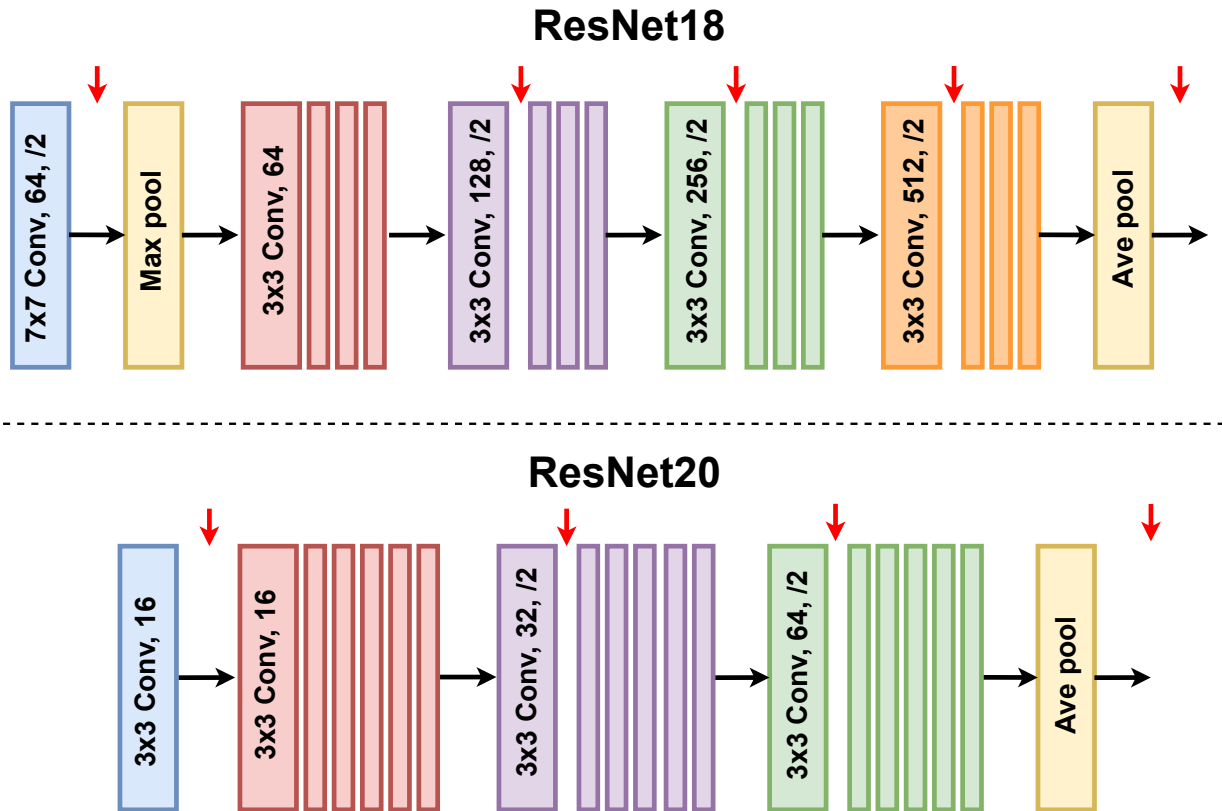 ResNet18
7x7 Conv, 64, /2
Max pool
3x3 Conv, 64
3x3 Conv, 128, /2
3x3 Conv, 256, /2
3x3 Conv, 512, /2
Ave pool
ResNet20
3x3 Conv, 16
3x3 Conv, 16
3x3 Conv, 32, /2
3x3 Conv, 64, /2
Ave pool